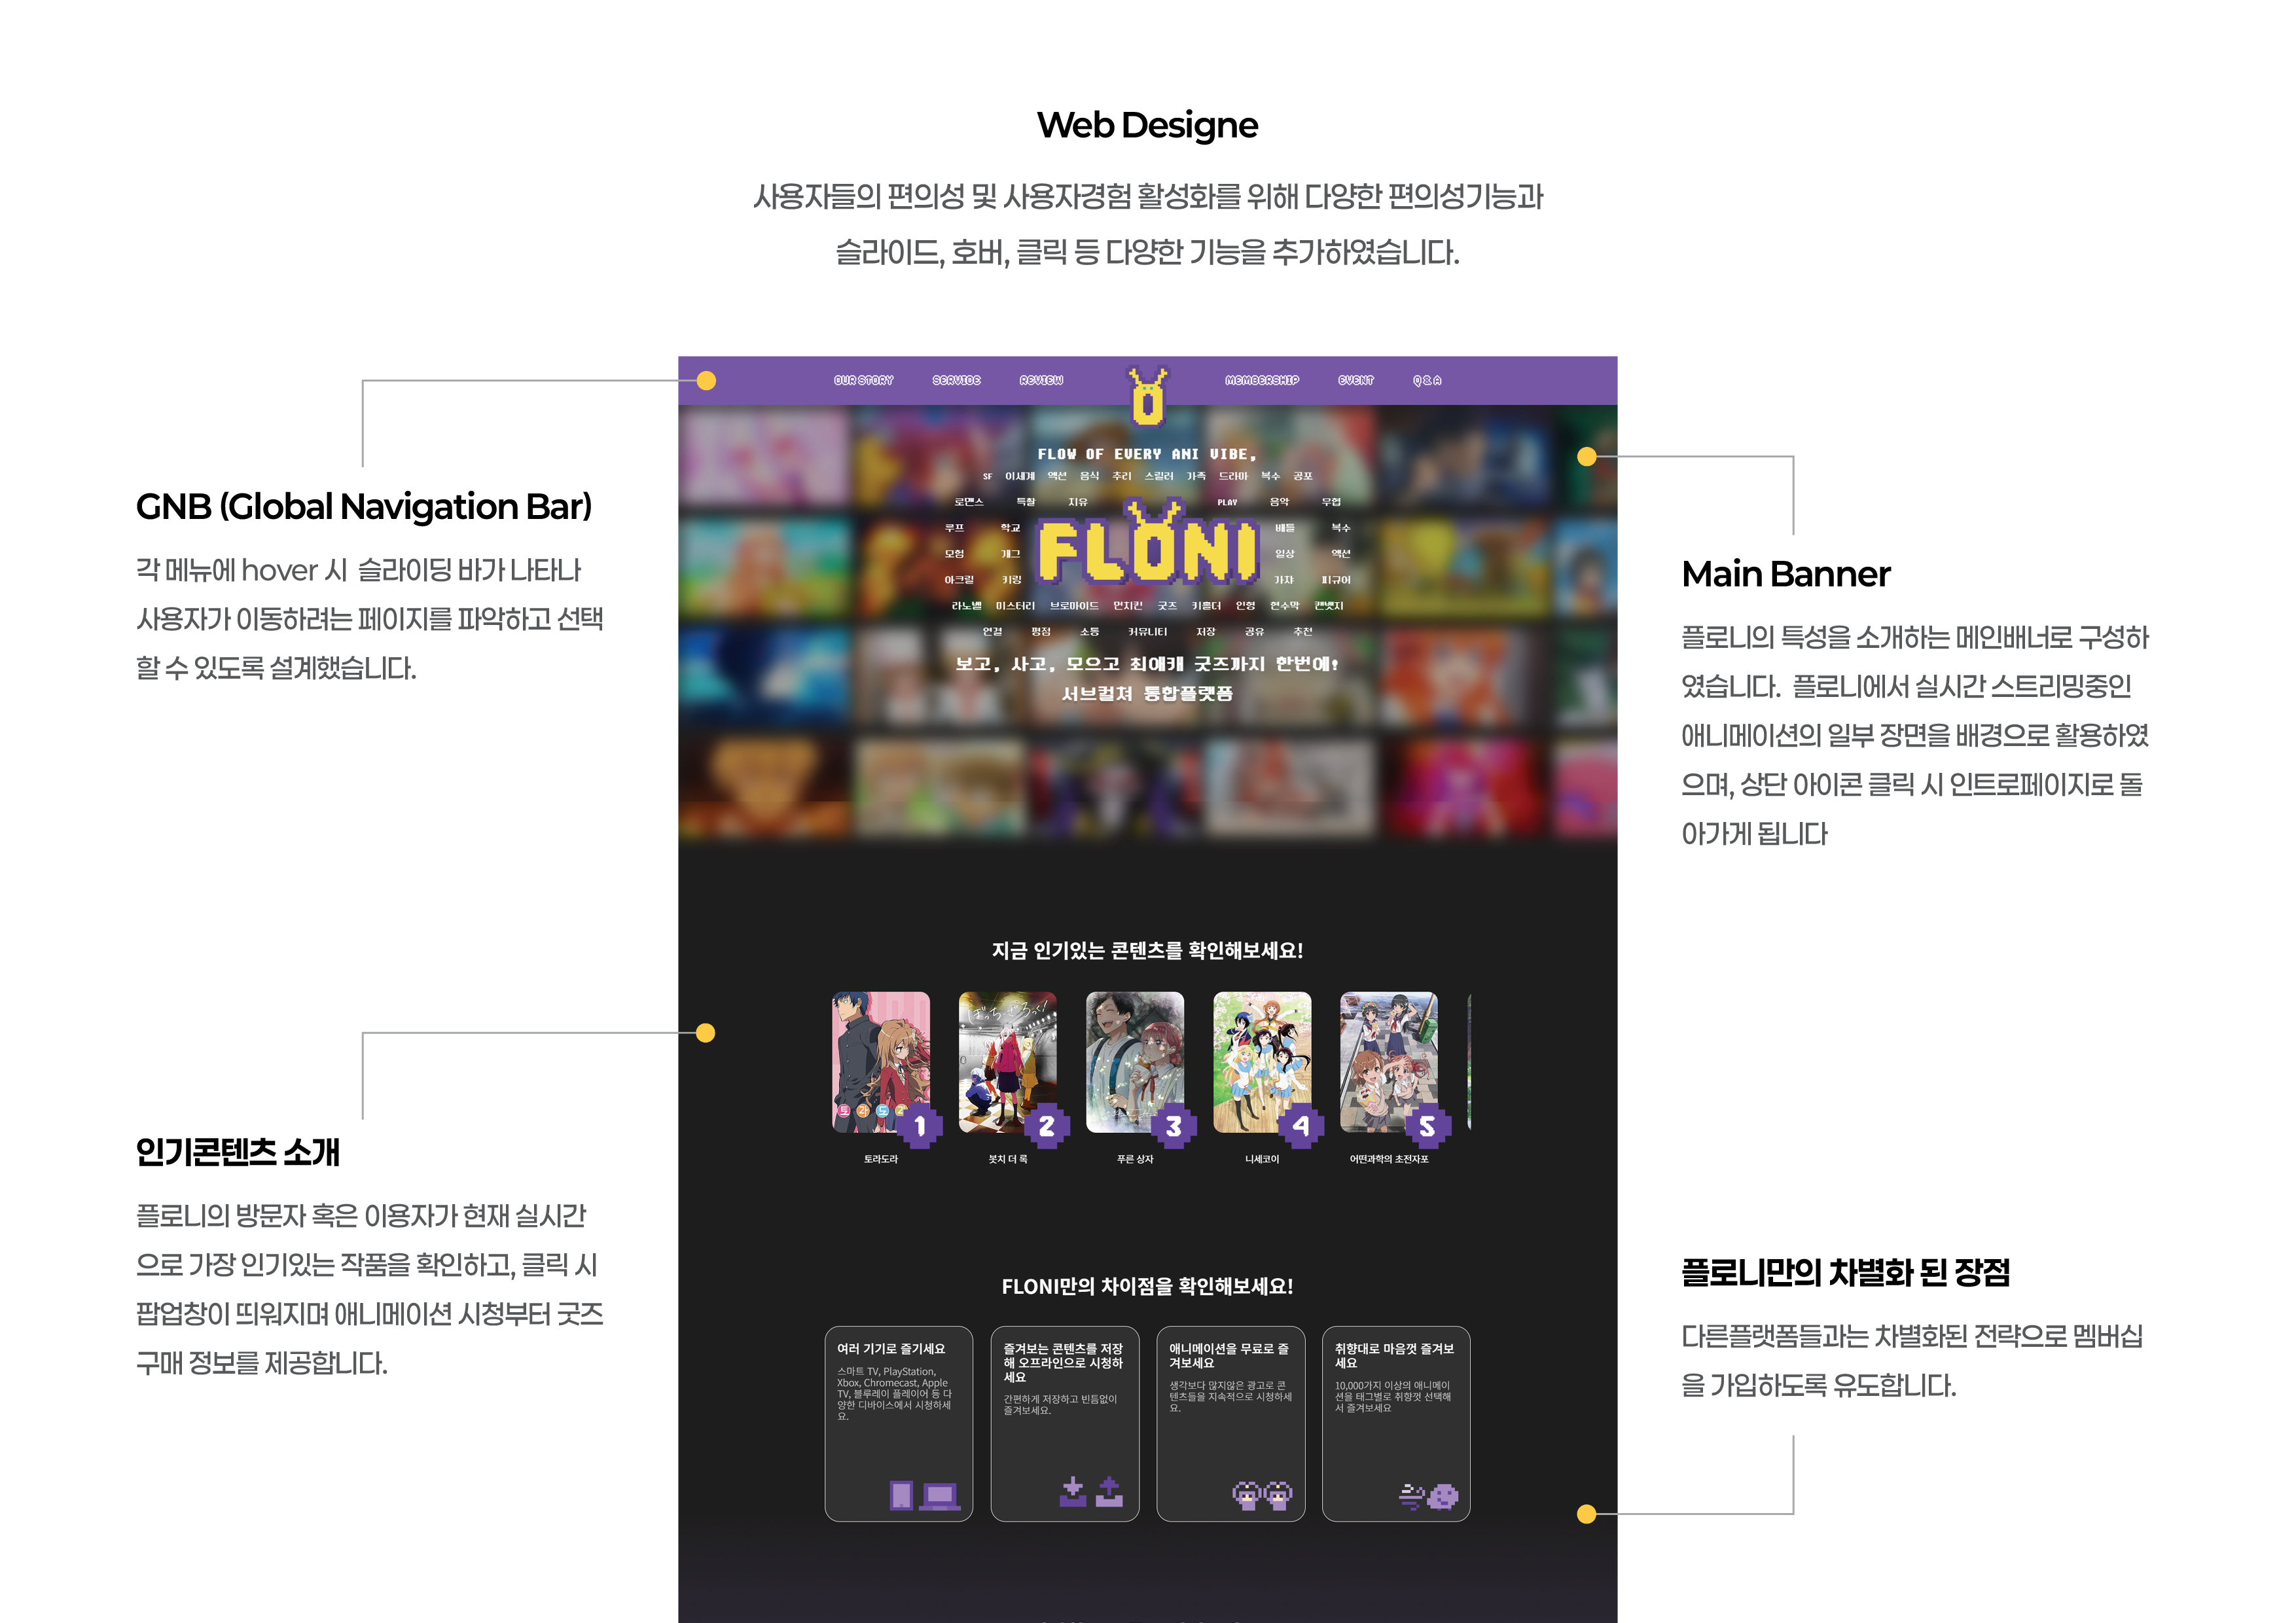 Web Designe
사용자들의 편의성 및 사용자경험 활성화를 위해 다양한 편의성기능과
슬라이드, 호버, 클릭 등 다양한 기능을 추가하였습니다.
GNB (Global Navigation Bar)
각 메뉴에 hover 시 슬라이딩 바가 나타나
사용자가 이동하려는 페이지를 파악하고 선택
할 수 있도록 설계했습니다.
인기콘텐츠 소개
플로니의 방문자 혹은 이용자가 현재 실시간
으로 가장 인기있는 작품을 확인하고, 클릭 시
팝업창이 띄워지며 애니메이션 시청부터 굿즈
구매 정보를 제공합니다.
OUR STORY SERVICE REVIEW MEMBERSHIP EVENT Q & A
FLOW OF EVERY ANI VIBE,
SF 이세계 액션 음식 추리 스릴러 가족 드라마 복수 공포
로맨스 특촬 치유 PLAY 음악 무협
루프 학교 배틀 복수
모험 개그 일상 액션
아크릴 키링 가챠 피규어
FLONI
라노벨 미스터리 브로마이드 먼치킨 굿즈 키홀더 인형 현수막 캔뱃지
연결 평점 소통 커뮤니티 저장 공유 추천
보고, 사고, 모으고 최애캐 굿즈까지 한번에!
서브컬쳐 통합플랫폼
지금 인기있는 콘텐츠를 확인해보세요!
1 2 3 4 5
토라도라 봇치 더 록 푸른 상자 니세코이 어떤과학의 초전자포
FLONI만의 차이점을 확인해보세요!
여러 기기로 즐기세요
스마트 TV, PlayStation,
Xbox, Chromecast, Apple
TV, 블루레이 플레이어 등 다
양한 디바이스에서 시청하세
요.
즐겨보는 콘텐츠를 저장
해 오프라인으로 시청하
세요
간편하게 저장하고 빈틈없이
즐겨보세요.
애니메이션을 무료로 즐
겨보세요
생각보다 많지않은 광고로 콘
텐츠들을 지속적으로 시청하세
요.
취향대로 마음껏 즐겨보
세요
10,000가지 이상의 애니메이
션을 태그별로 취향껏 선택해
서 즐겨보세요
Main Banner
플로니의 특성을 소개하는 메인배너로 구성하
였습니다. 플로니에서 실시간 스트리밍중인
애니메이션의 일부 장면을 배경으로 활용하였
으며, 상단 아이콘 클릭 시 인트로페이지로 돌
아가게 됩니다
플로니만의 차별화 된 장점
다른플랫폼들과는 차별화된 전략으로 멤버십
을 가입하도록 유도합니다.